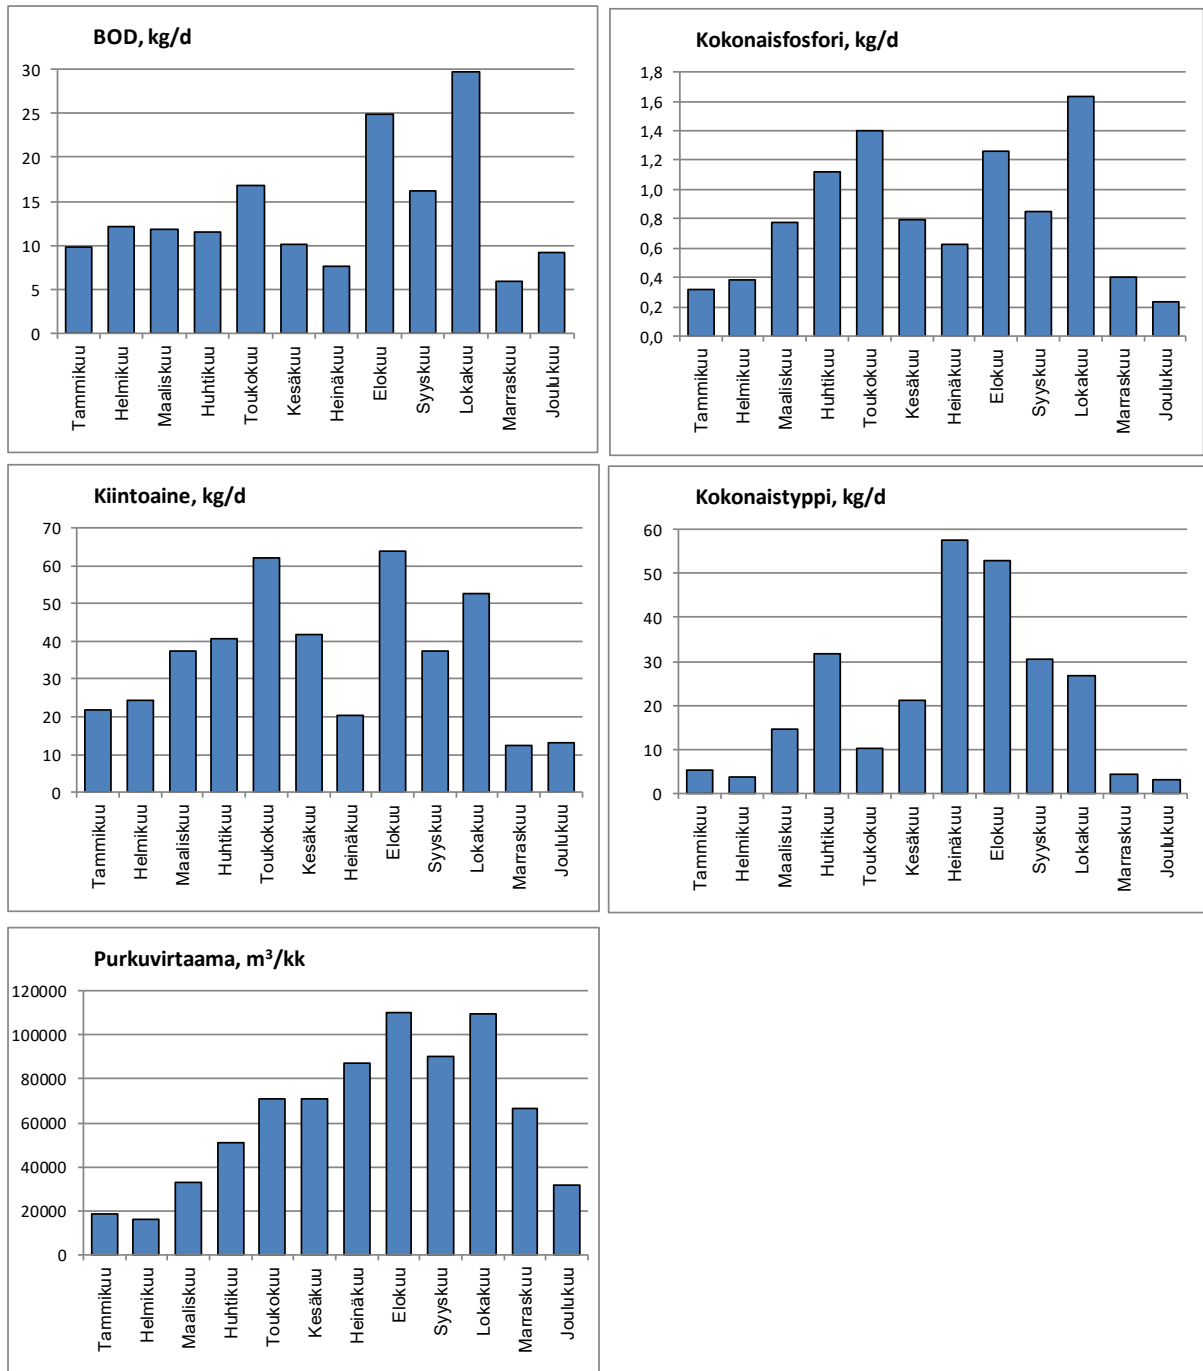 BOD, kg/d
30
25
20
15
10
5
0
Tammikuu
Helmikuu
Maaliskuu
Huhtikuu
Toukokuu
Kesäkuu
Heinäkuu
Elokuu
Syyskuu
Lokakuu
Marraskuu
Joulukuu
Kokonaisfosfori, kg/d
1,8
1,6
1,4
1,2
1,0
0,8
0,6
0,4
0,2
0,0
Tammikuu
Helmikuu
Maaliskuu
Huhtikuu
Toukokuu
Kesäkuu
Heinäkuu
Elokuu
Syyskuu
Lokakuu
Marraskuu
Joulukuu
Kiintoaine, kg/d
70
60
50
40
30
20
10
0
Tammikuu
Helmikuu
Maaliskuu
Huhtikuu
Toukokuu
Kesäkuu
Heinäkuu
Elokuu
Syyskuu
Lokakuu
Marraskuu
Joulukuu
Kokonaistyppi, kg/d
60
50
40
30
20
10
0
Tammikuu
Helmikuu
Maaliskuu
Huhtikuu
Toukokuu
Kesäkuu
Heinäkuu
Elokuu
Syyskuu
Lokakuu
Marraskuu
Joulukuu
Purkuvirtaama, m³/kk
120000
100000
80000
60000
40000
20000
0
Tammikuu
Helmikuu
Maaliskuu
Huhtikuu
Toukokuu
Kesäkuu
Heinäkuu
Elokuu
Syyskuu
Lokakuu
Marraskuu
Joulukuu